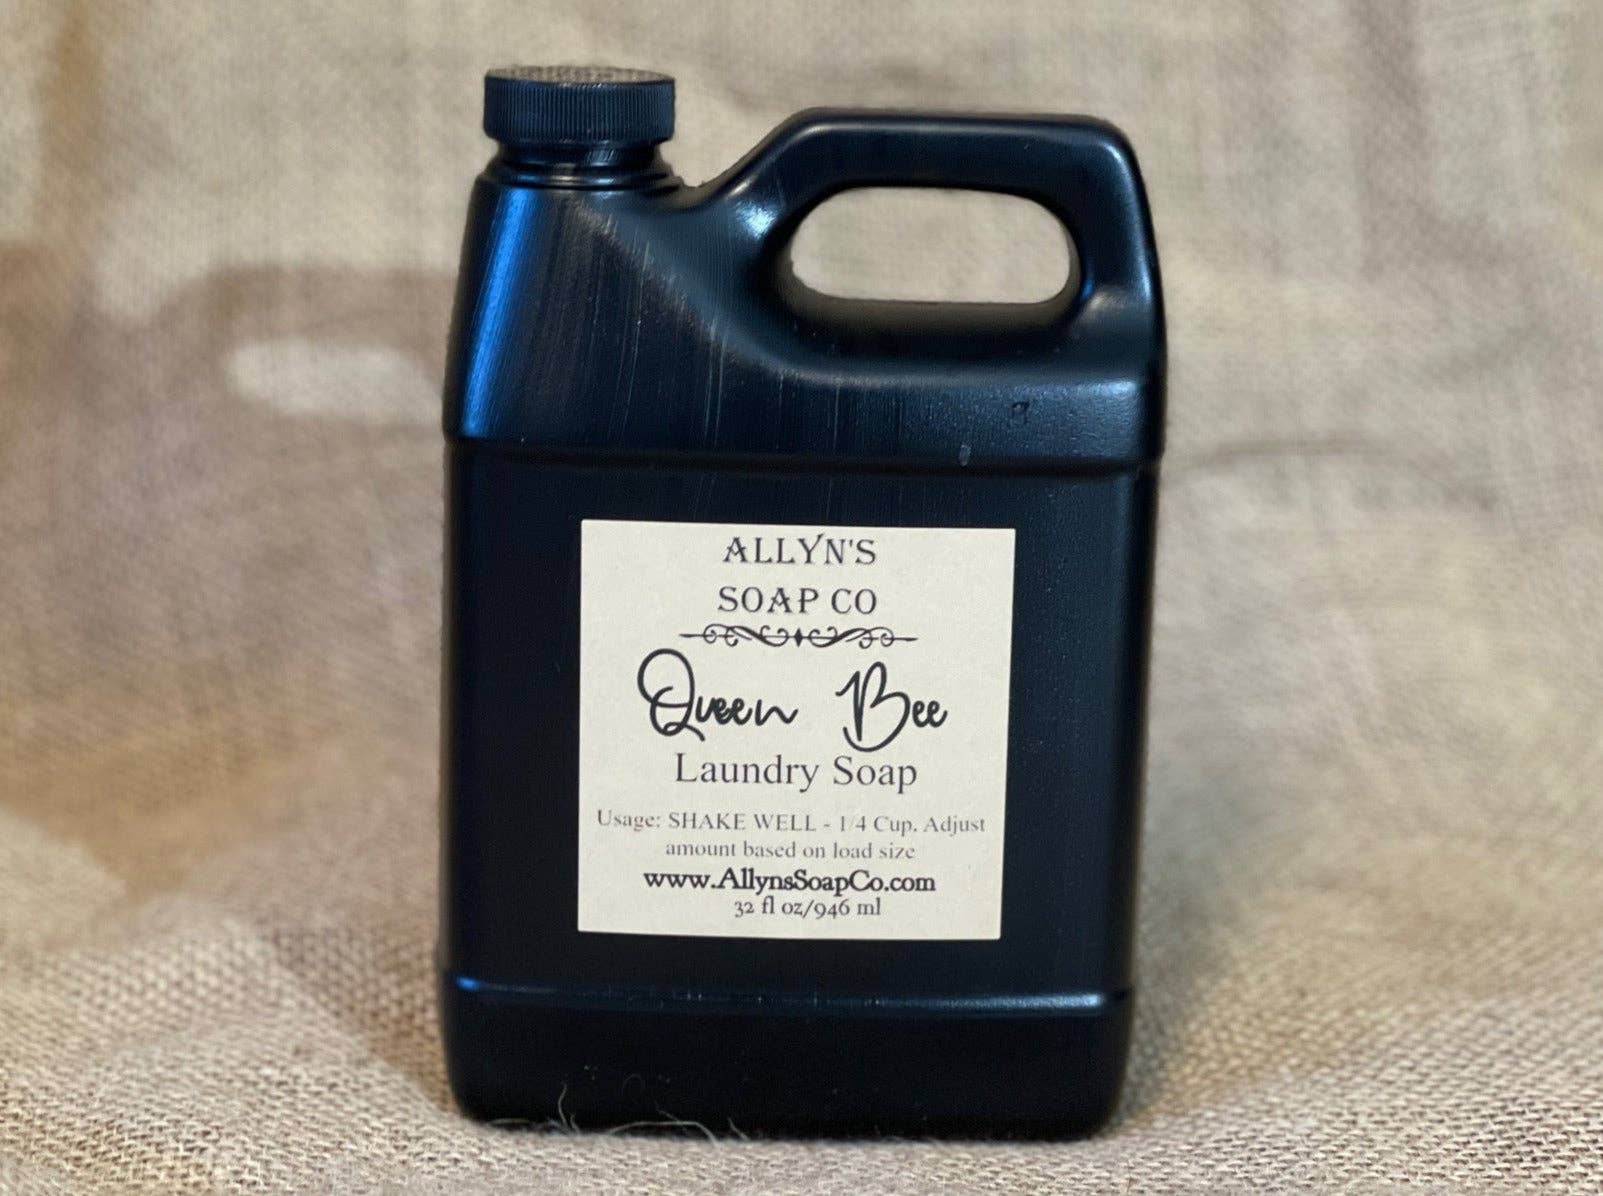 ALLYN'S
SOAP CO
Queen Bee
Laundry Soap
Usage: SHAKE WELL - 1/4 Cup. Adjust
amount based on load size
www.AllynsSoapCo.com
32 fl oz/946 ml